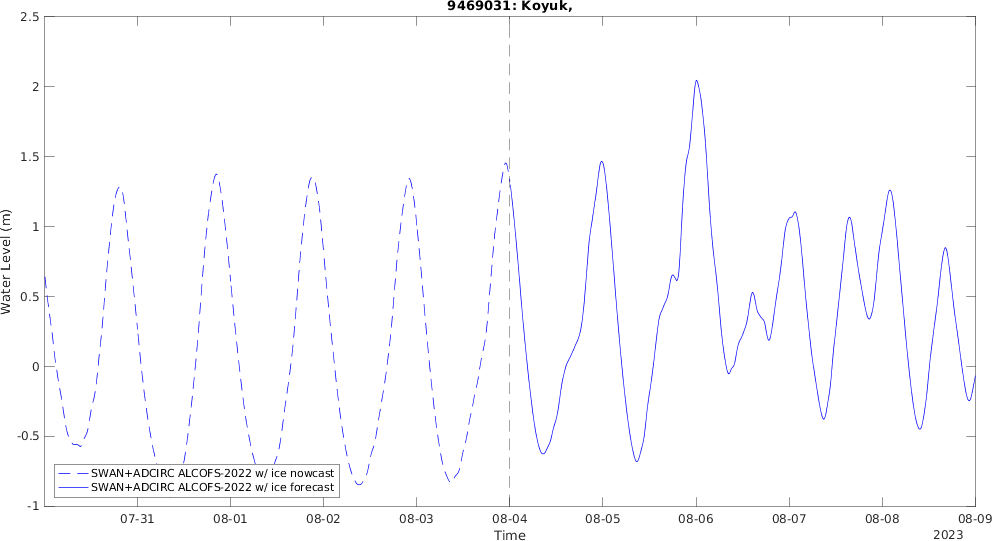 9469031: Koyuk,
2.5
2
1.5
1
0.5
0
-0.5
-1
Water Level (m)
SWAN+ADCIRC ALCOFS-2022 w/ ice nowcast
SWAN+ADCIRC ALCOFS-2022 w/ ice forecast
07-31 08-01 08-02 08-03 08-04 08-05 08-06 08-07 08-08 08-09
Time
2023